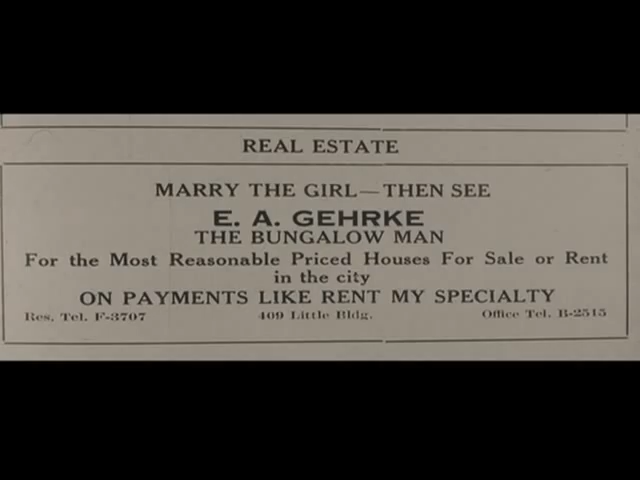 REAL ESTATE
MARRY THE GIRL—THEN SEE
E. A. GEHRKE
THE BUNGALOW MAN
For the Most Reasonable Priced Houses For Sale or Rent
in the city
ON PAYMENTS LIKE RENT MY SPECIALTY
Res. Tel. F-3707 409 Little Bldg. Office Tel. B-2515